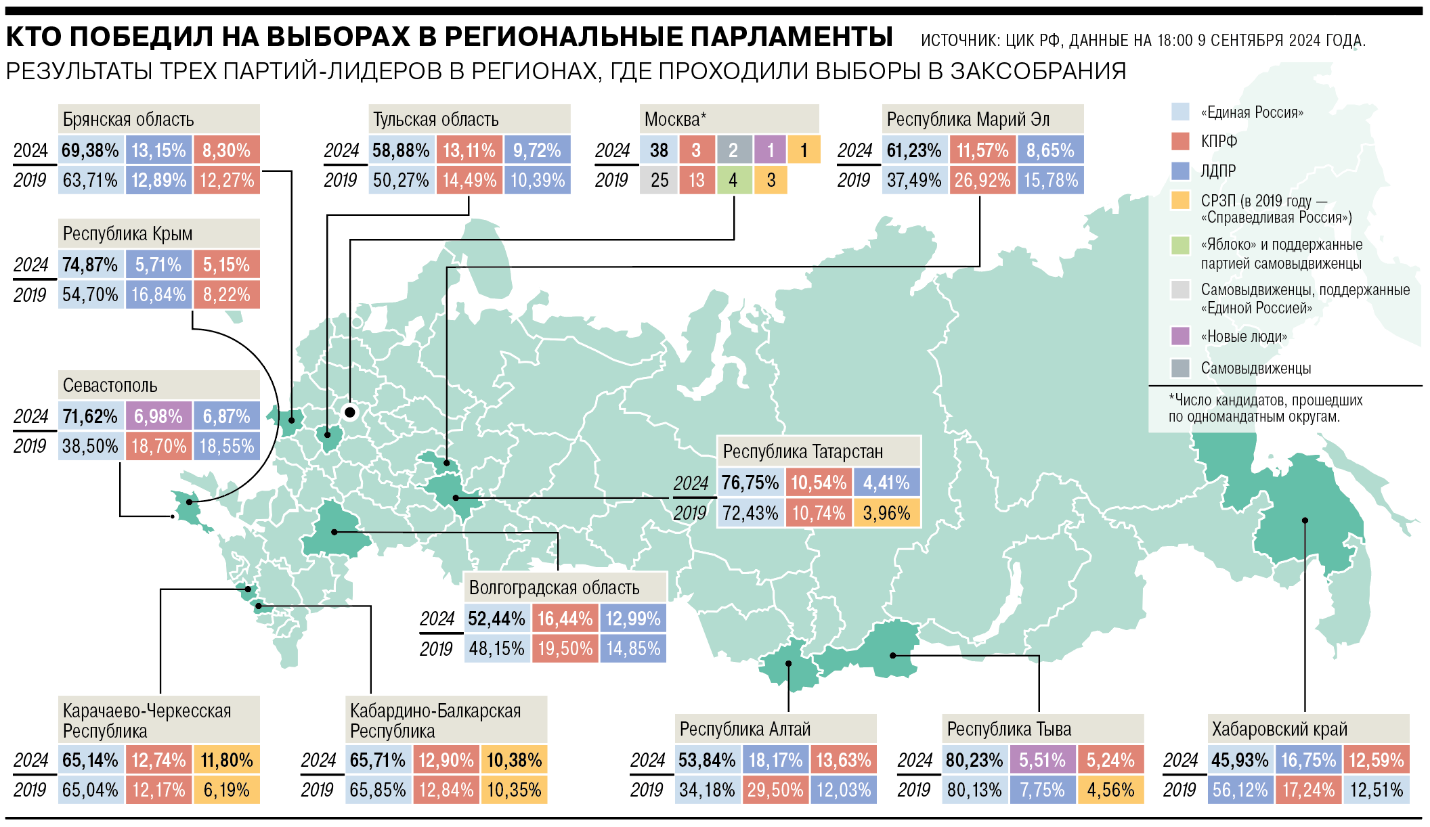 КТО ПОБЕДИЛ НА ВЫБОРАХ В РЕГИОНАЛЬНЫЕ ПАРЛАМЕНТЫ ИСТОЧНИК: ЦИК РФ, ДАННЫЕ НА 18:00 9 СЕНТЯБРЯ 2024 ГОДА.
РЕЗУЛЬТАТЫ ТРЕХ ПАРТИЙ-ЛИДЕРОВ В РЕГИОНАХ, ГДЕ ПРОХОДИЛИ ВЫБОРЫ В ЗАКСОБРАНИЯ
Брянская область
2024 69,38% 13,15% 8,30%
2019 63,71% 12,89% 12,27%
Тульская область
2024 58,88% 13,11% 9,72%
2019 50,27% 14,49% 10,39%
Москва*
2024 38 3 2 1 1
2019 25 13 4 3
Республика Марий Эл
2024 61,23% 11,57% 8,65%
2019 37,49% 26,92% 15,78%
«Единая Россия»
КПРФ
ЛДПР
СРЗП (в 2019 году —
«Справедливая Россия»)
«Яблоко» и поддержанные
партией самовыдвиженцы
Самовыдвиженцы, поддержанные
«Единой Россией»
«Новые люди»
Самовыдвиженцы
*Число кандидатов, прошедших
по одномандатным округам.
Республика Крым
2024 74,87% 5,71% 5,15%
2019 54,70% 16,84% 8,22%
Севастополь
2024 71,62% 6,98% 6,87%
2019 38,50% 18,70% 18,55%
Республика Татарстан
2024 76,75% 10,54% 4,41%
2019 72,43% 10,74% 3,96%
Волгоградская область
2024 52,44% 16,44% 12,99%
2019 48,15% 19,50% 14,85%
Карачаево-Черкесская
Республика
2024 65,14% 12,74% 11,80%
2019 65,04% 12,17% 6,19%
Кабардино-Балкарская
Республика
2024 65,71% 12,90% 10,38%
2019 65,85% 12,84% 10,35%
Республика Алтай
2024 53,84% 18,17% 13,63%
2019 34,18% 29,50% 12,03%
Республика Тыва
2024 80,23% 5,51% 5,24%
2019 80,13% 7,75% 4,56%
Хабаровский край
2024 45,93% 16,75% 12,59%
2019 56,12% 17,24% 12,51%